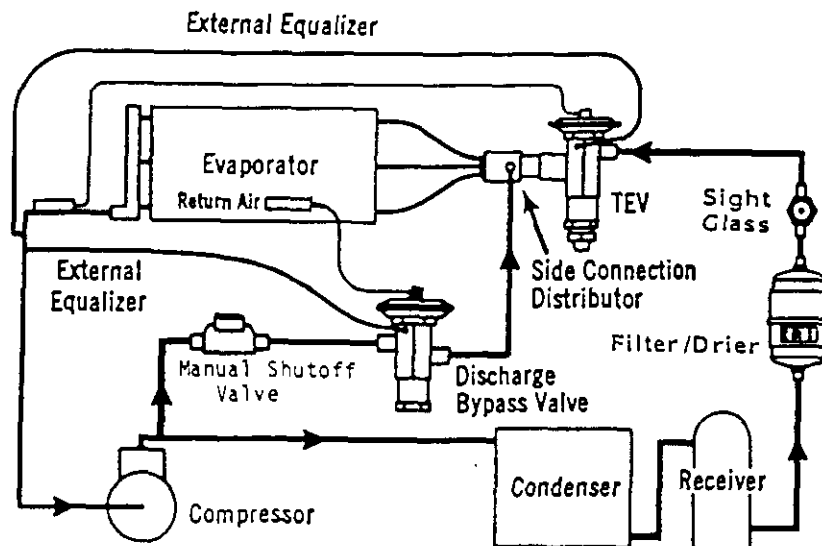 External Equalizer
Evaporator
Return Air
TEV
Sight
Glass
External
Equalizer
Side Connection
Distributor
Manual Shutoff
Valve
Discharge
Bypass Valve
Filter/Drier
Compressor
Condenser
Receiver